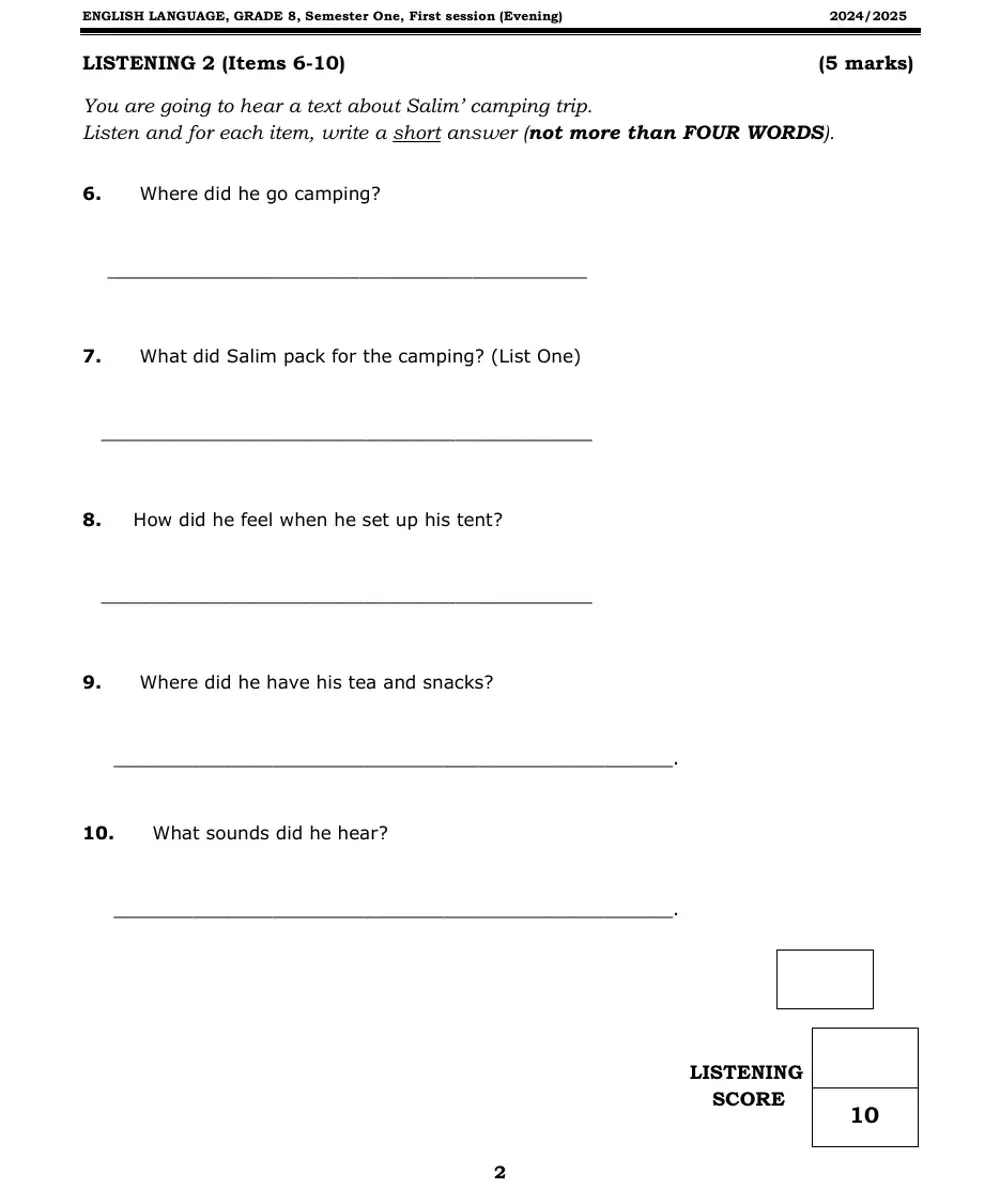 ENGLISH LANGUAGE, GRADE 8, Semester One, First session (Evening) 2024/2025
LISTENING 2 (Items 6-10) (5 marks)
You are going to hear a text about Salim’ camping trip.
Listen and for each item, write a short answer (not more than FOUR WORDS).
6. Where did he go camping?
7. What did Salim pack for the camping? (List One)
8. How did he feel when he set up his tent?
9. Where did he have his tea and snacks?
.
10. What sounds did he hear?
.
LISTENING
SCORE
10
2